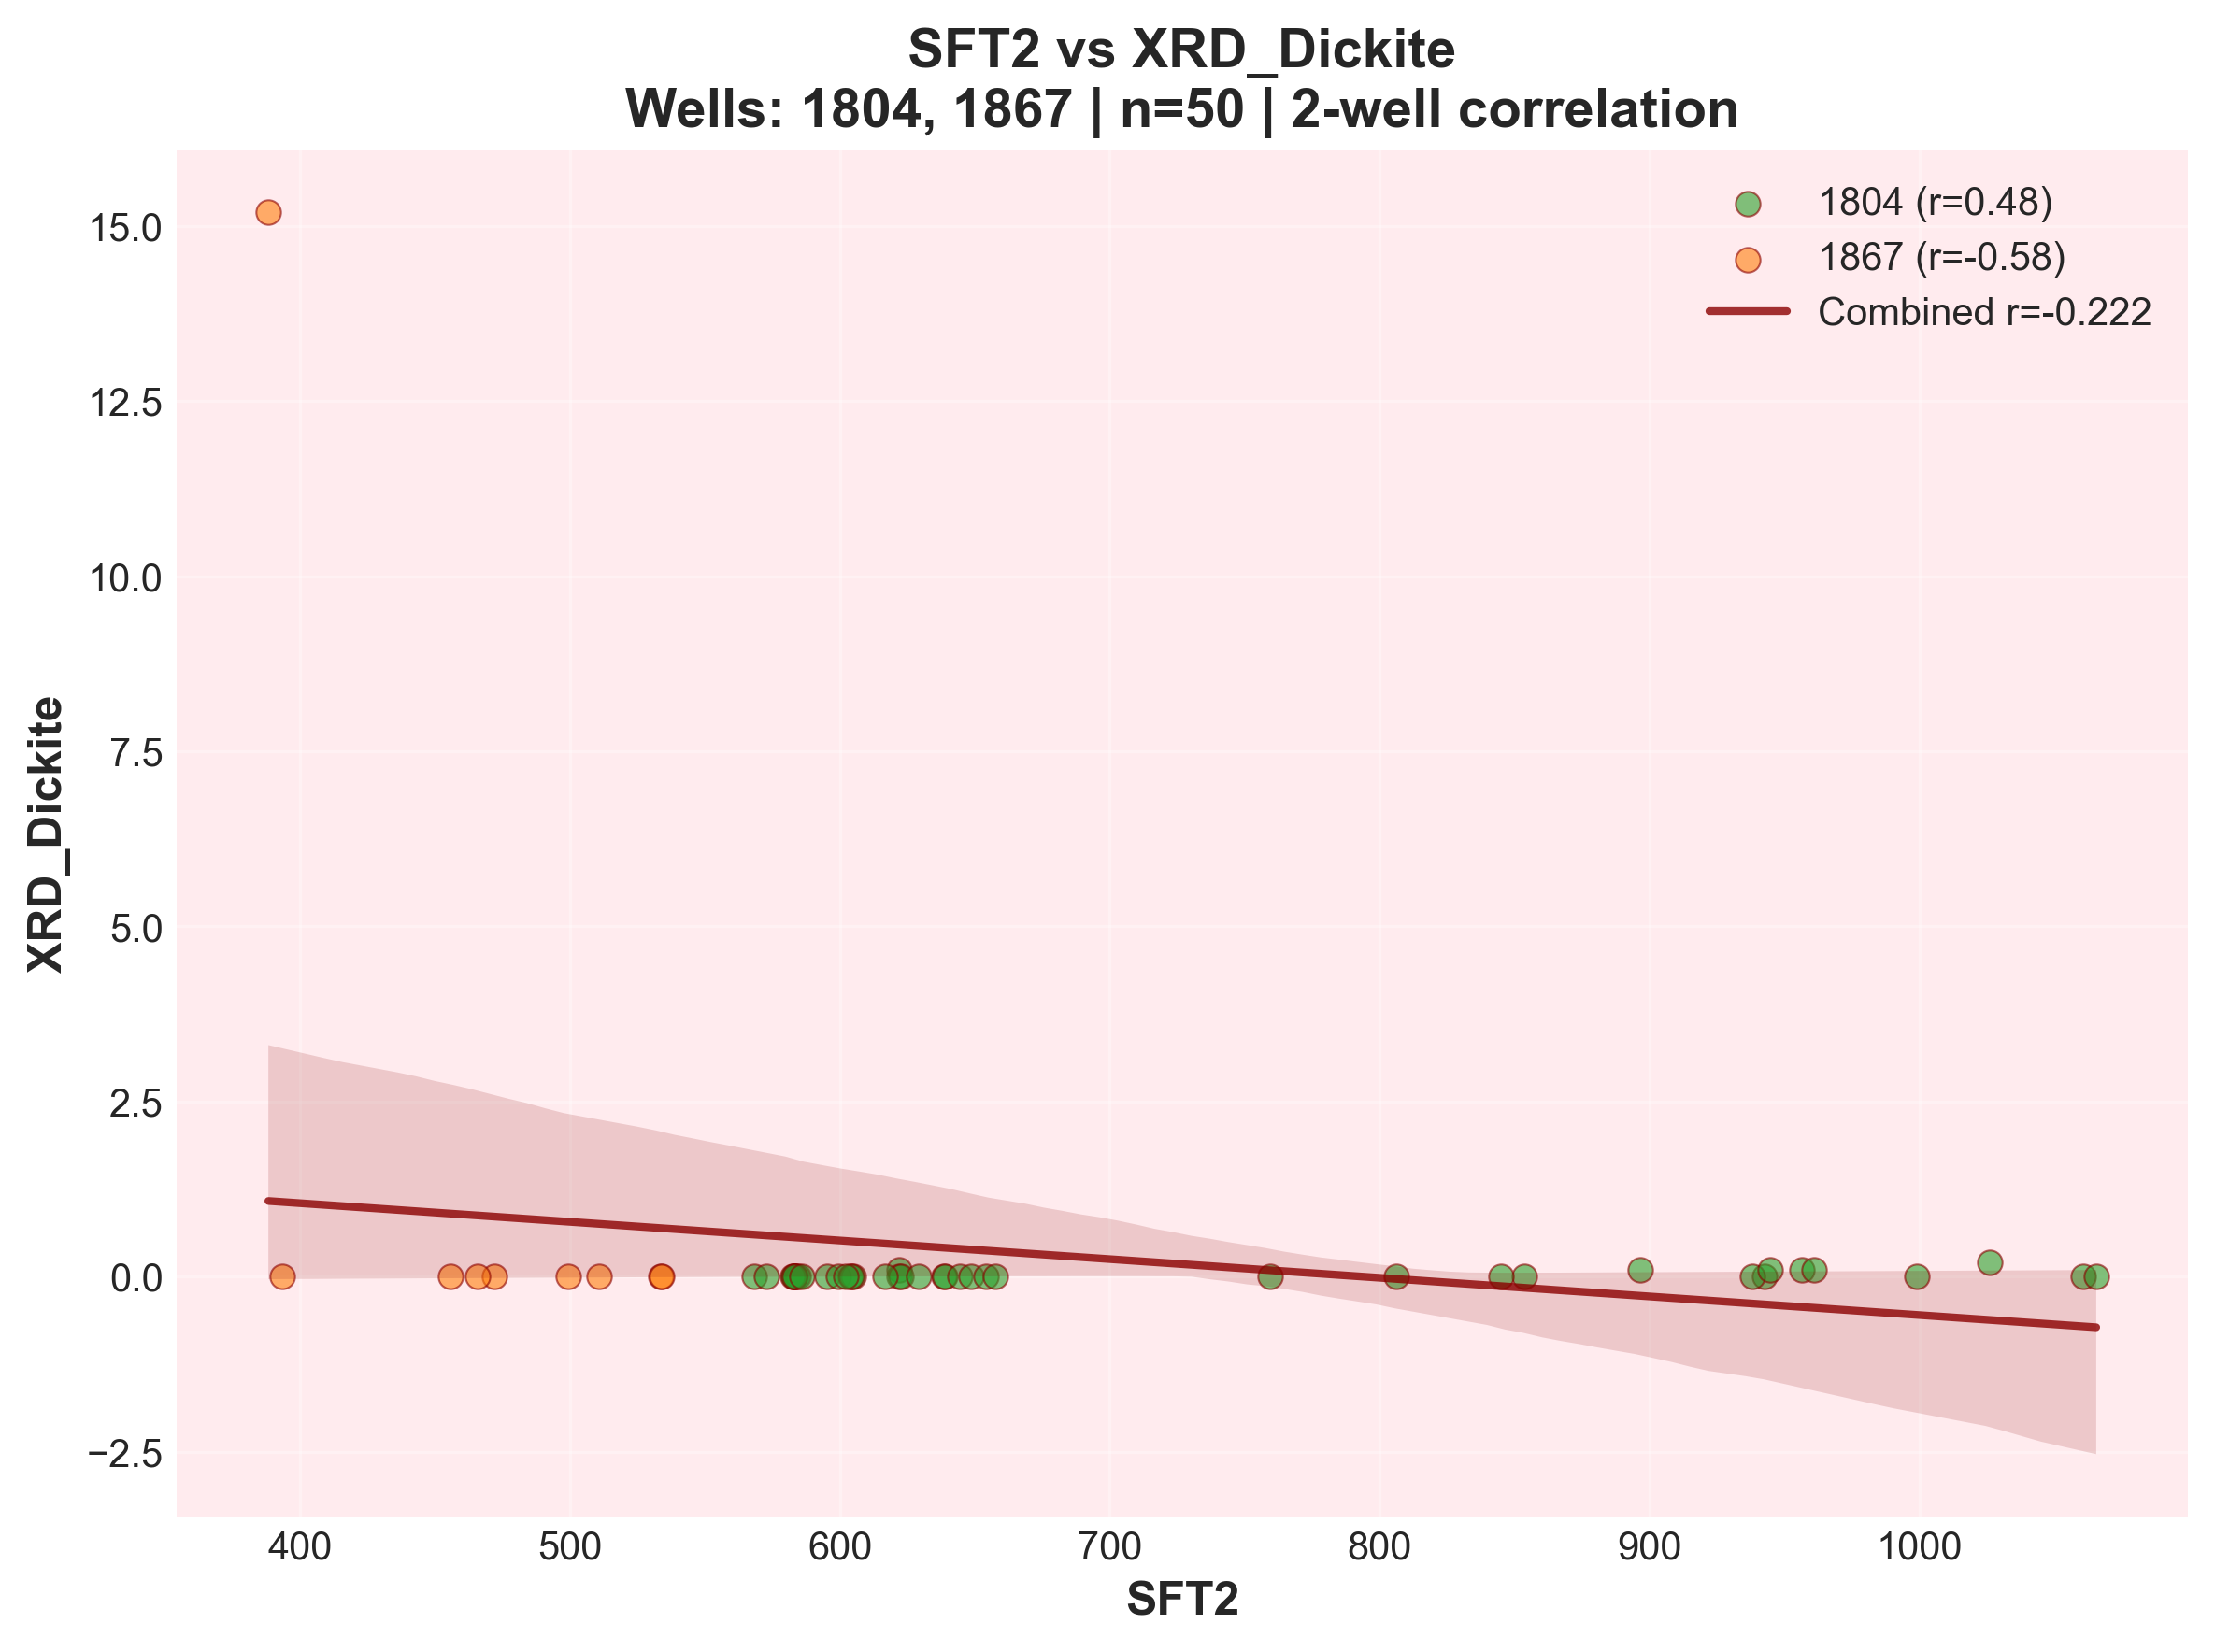 SFT2 vs XRD_Dickite
Wells: 1804, 1867 | n=50 | 2-well correlation
1804 (r=0.48)
1867 (r=-0.58)
Combined r=-0.222
XRD_Dickite
15.0
12.5
10.0
7.5
5.0
2.5
0.0
−2.5
400 500 600 700 800 900 1000
SFT2